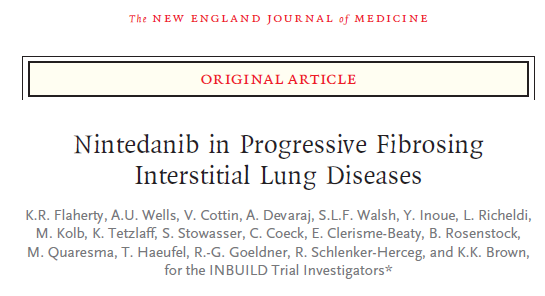 The NEW ENGLAND JOURNAL of MEDICINE
ORIGINAL ARTICLE
Nintedanib in Progressive Fibrosing
Interstitial Lung Diseases
K.R. Flaherty, A.U. Wells, V. Cottin, A. Devaraj, S.L.F. Walsh, Y. Inoue, L. Richeldi,
M. Kolb, K. Tetzlaff, S. Stowasser, C. Coeck, E. Clerisme-Beaty, B. Rosenstock,
M. Quaresma, T. Haeufel, R.-G. Goeldner, R. Schlenker-Herceg, and K.K. Brown,
for the INBUILD Trial Investigators*